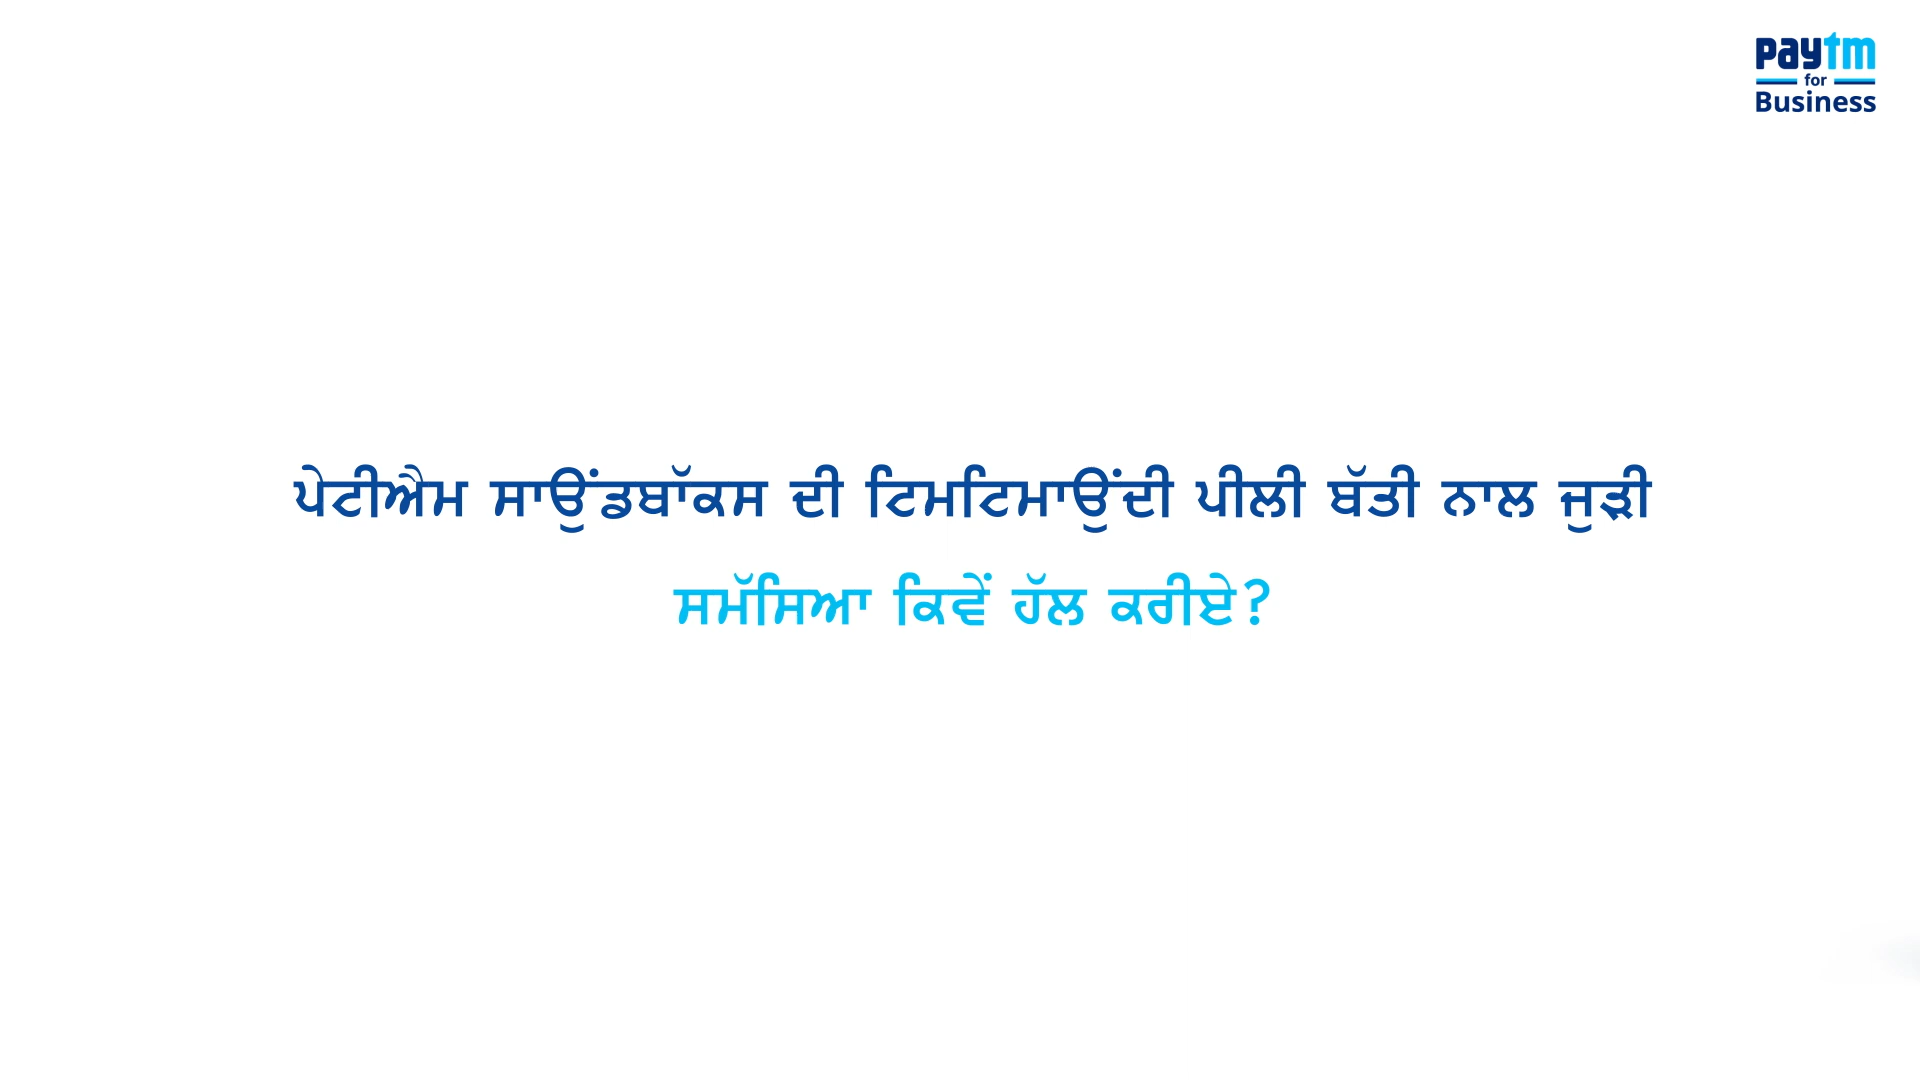 paytm
for
Business
ਪੇਟੀਐਮ ਸਾਉਂਡਬਾੱਕਸ ਦੀ ਟਿਮਟਿਮਾਉਂਦੀ ਪੀਲੀ ਬੱਤੀ ਨਾਲ ਜੁੜੀ
ਸਮੱਸਿਆ ਕਿਵੇਂ ਹੱਲ ਕਰੀਏ?